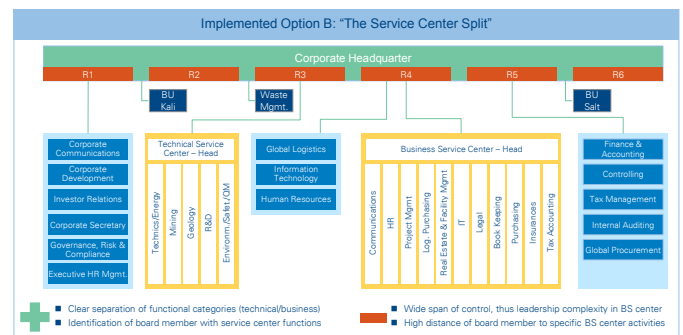 Implemented Option B: “The Service Center Split”
Corporate Headquarter
R1
R2
R3
R4
R5
R6
BU
Kali
Waste
Mgmt.
BU
Salt
Corporate
Communications
Corporate
Development
Investor Relations
Corporate Secretary
Governance, Risk &
Compliance
Executive HR Mgmt.
Technical Service
Center – Head
Technics/Energy
Mining
Geology
R&D
Environm./Safet./QM
Global Logistics
Information
Technology
Human Resources
Business Service Center – Head
Communications
HR
Project Mgmt
Log. Purchasing
Real Estate & Facility Mgmt
IT
Legal
Book Keeping
Purchasing
Insurances
Tax Accounting
Finance &
Accounting
Controlling
Tax Management
Internal Auditing
Global Procurement
Clear separation of functional categories (technical/business)
Identification of board member with service center functions
Wide span of control, thus leadership complexity in BS center
High distance of board member to specific BS center activities